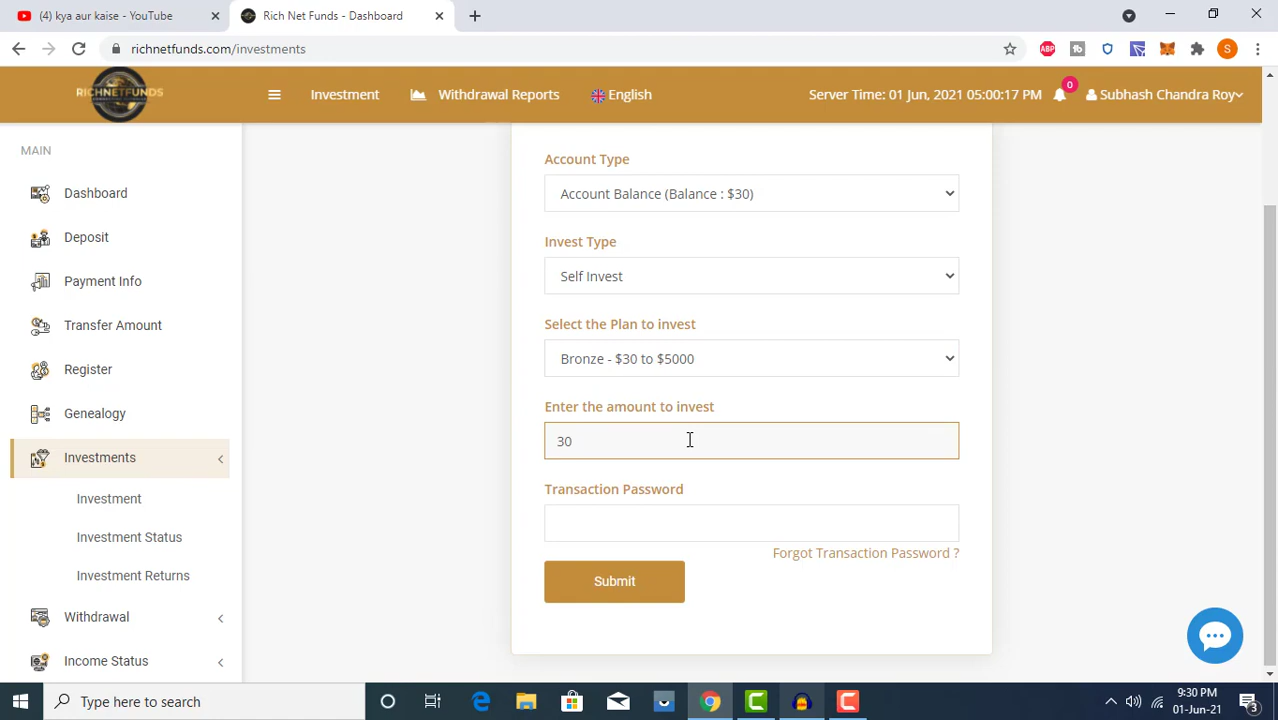 (4) kya aur kaise - YouTube
Rich Net Funds - Dashboard
richnetfunds.com/investments
ABP
S
RICHNETFUNDS
Investment
Withdrawal Reports
English
Server Time: 01 Jun, 2021 05:00:17 PM
0
Subhash Chandra Roy
MAIN
Dashboard
Deposit
Payment Info
Transfer Amount
Register
Genealogy
Investments
Investment
Investment Status
Investment Returns
Withdrawal
Income Status
Account Type
Account Balance (Balance : $30)
Invest Type
Self Invest
Select the Plan to invest
Bronze - $30 to $5000
Enter the amount to invest
30
Transaction Password
Forgot Transaction Password ?
Submit
Type here to search
9:30 PM
01-Jun-21
3